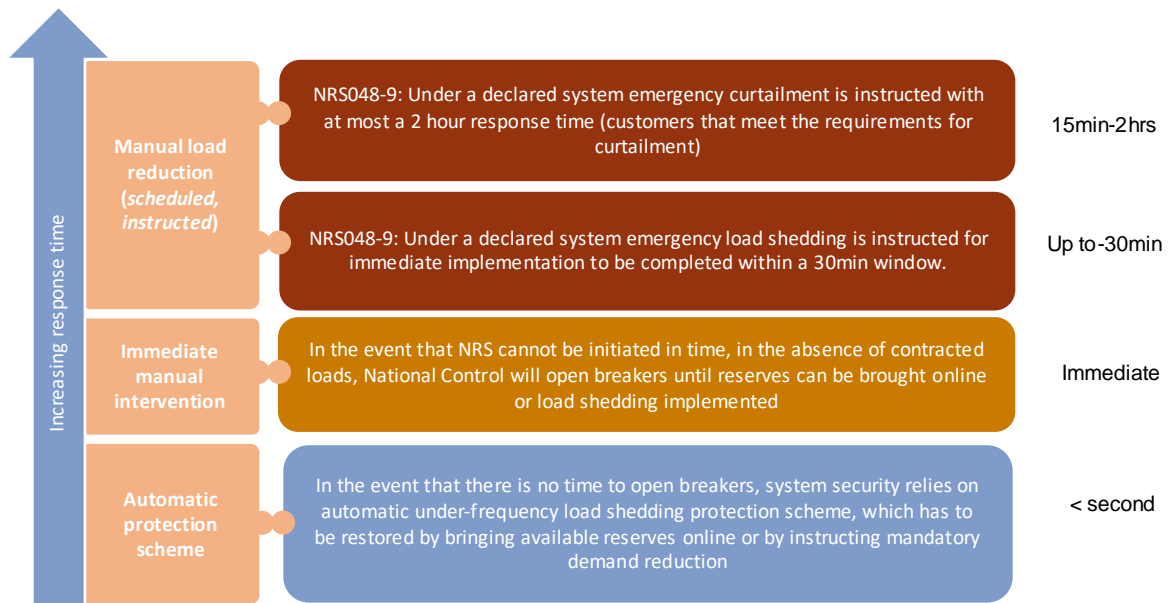 Increasing response time
Manual load
reduction
(scheduled,
instructed)
NRS048-9: Under a declared system emergency curtailment is instructed with
at most a 2 hour response time (customers that meet the requirements for
curtailment)
15min-2hrs
NRS048-9: Under a declared system emergency load shedding is instructed for
immediate implementation to be completed within a 30min window.
Up to-30min
Immediate
manual
intervention
In the event that NRS cannot be initiated in time, in the absence of contracted
loads, National Control will open breakers until reserves can be brought online
or load shedding implemented
Immediate
Automatic
protection
scheme
In the event that there is no time to open breakers, system security relies on
automatic under-frequency load shedding protection scheme, which has to
be restored by bringing available reserves online or by instructing mandatory
demand reduction
< second